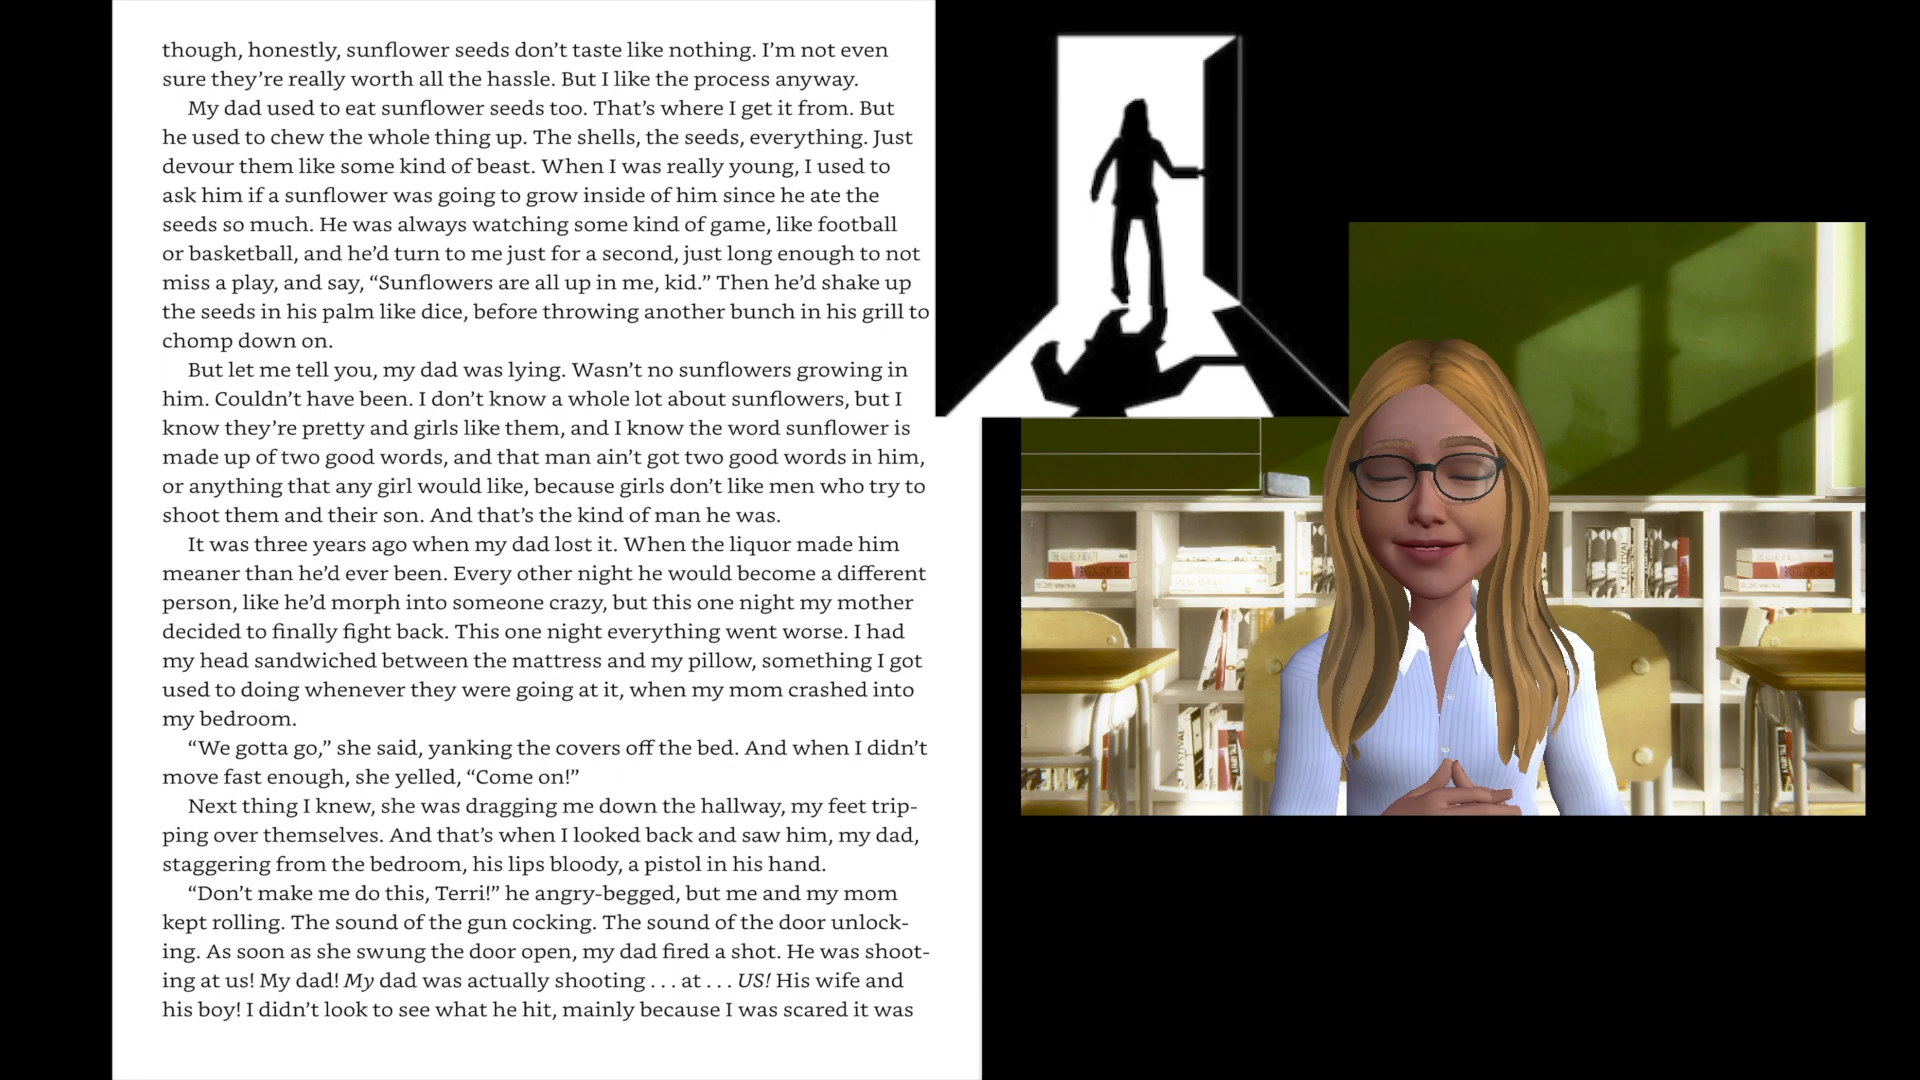 though, honestly, sunflower seeds don’t taste like nothing. I’m not even
sure they’re really worth all the hassle. But I like the process anyway.
My dad used to eat sunflower seeds too. That’s where I get it from. But
he used to chew the whole thing up. The shells, the seeds, everything. Just
devour them like some kind of beast. When I was really young, I used to
ask him if a sunflower was going to grow inside of him since he ate the
seeds so much. He was always watching some kind of game, like football
or basketball, and he’d turn to me just for a second, just long enough to not
miss a play, and say, “Sunflowers are all up in me, kid.” Then he’d shake up
the seeds in his palm like dice, before throwing another bunch in his grill to
chomp down on.
But let me tell you, my dad was lying. Wasn’t no sunflowers growing in
him. Couldn’t have been. I don’t know a whole lot about sunflowers, but I
know they’re pretty and girls like them, and I know the word sunflower is
made up of two good words, and that man ain’t got two good words in him,
or anything that any girl would like, because girls don’t like men who try to
shoot them and their son. And that’s the kind of man he was.
It was three years ago when my dad lost it. When the liquor made him
meaner than he’d ever been. Every other night he would become a different
person, like he’d morph into someone crazy, but this one night my mother
decided to finally fight back. This one night everything went worse. I had
my head sandwiched between the mattress and my pillow, something I got
used to doing whenever they were going at it, when my mom crashed into
my bedroom.
“We gotta go,” she said, yanking the covers off the bed. And when I didn’t
move fast enough, she yelled, “Come on!”
Next thing I knew, she was dragging me down the hallway, my feet trip-
ping over themselves. And that’s when I looked back and saw him, my dad,
staggering from the bedroom, his lips bloody, a pistol in his hand.
“Don’t make me do this, Terri!” he angry-begged, but me and my mom
kept rolling. The sound of the gun cocking. The sound of the door unlock-
ing. As soon as she swung the door open, my dad fired a shot. He was shoot-
ing at us! My dad! My dad was actually shooting . . . at . . . US! His wife and
his boy! I didn’t look to see what he hit, mainly because I was scared it was